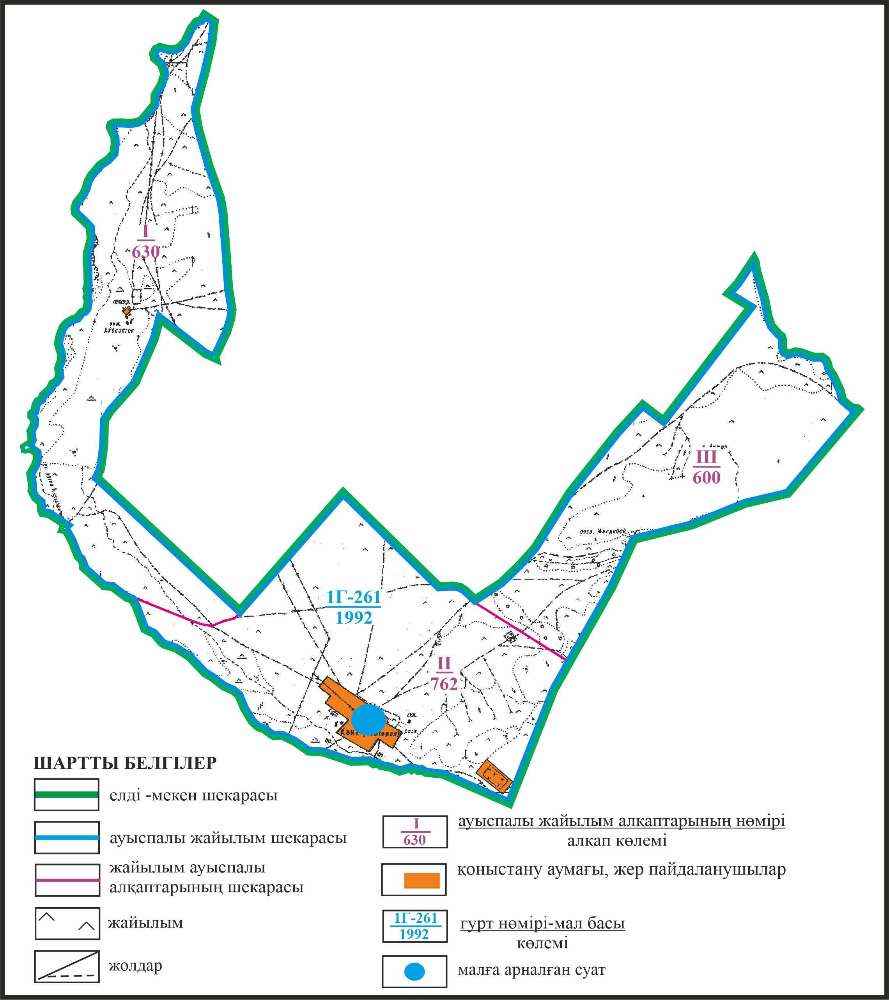 I
630
III
600
1Г-261
1992
II
762
ШАРТТЫ БЕЛГІЛЕР
елді -мекен шекарасы
ауыспалы жайылым шекарасы
жайылым ауыспалы
алқаптарының шекарасы
жайылым
жолдар
I
630
ауыспалы жайылым алқаптарының нөмірі
алқап көлемі
қоныстану аумағы, жер пайдаланушылар
1Г-261
1992
гурт нөмірі-мал басы
көлемі
малға арналған суат